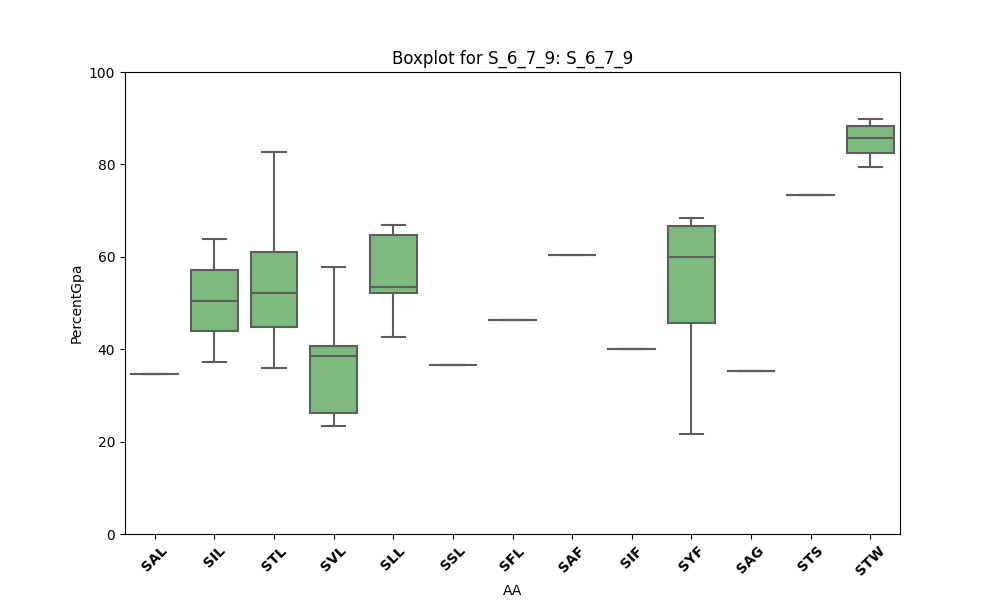 Boxplot for S_6_7_9: S_6_7_9
100
80
60
40
20
0
PercentGpa
SAL SIL STL SVL SLL SSL SFL SAF SIF SYF SAG STS STW
AA